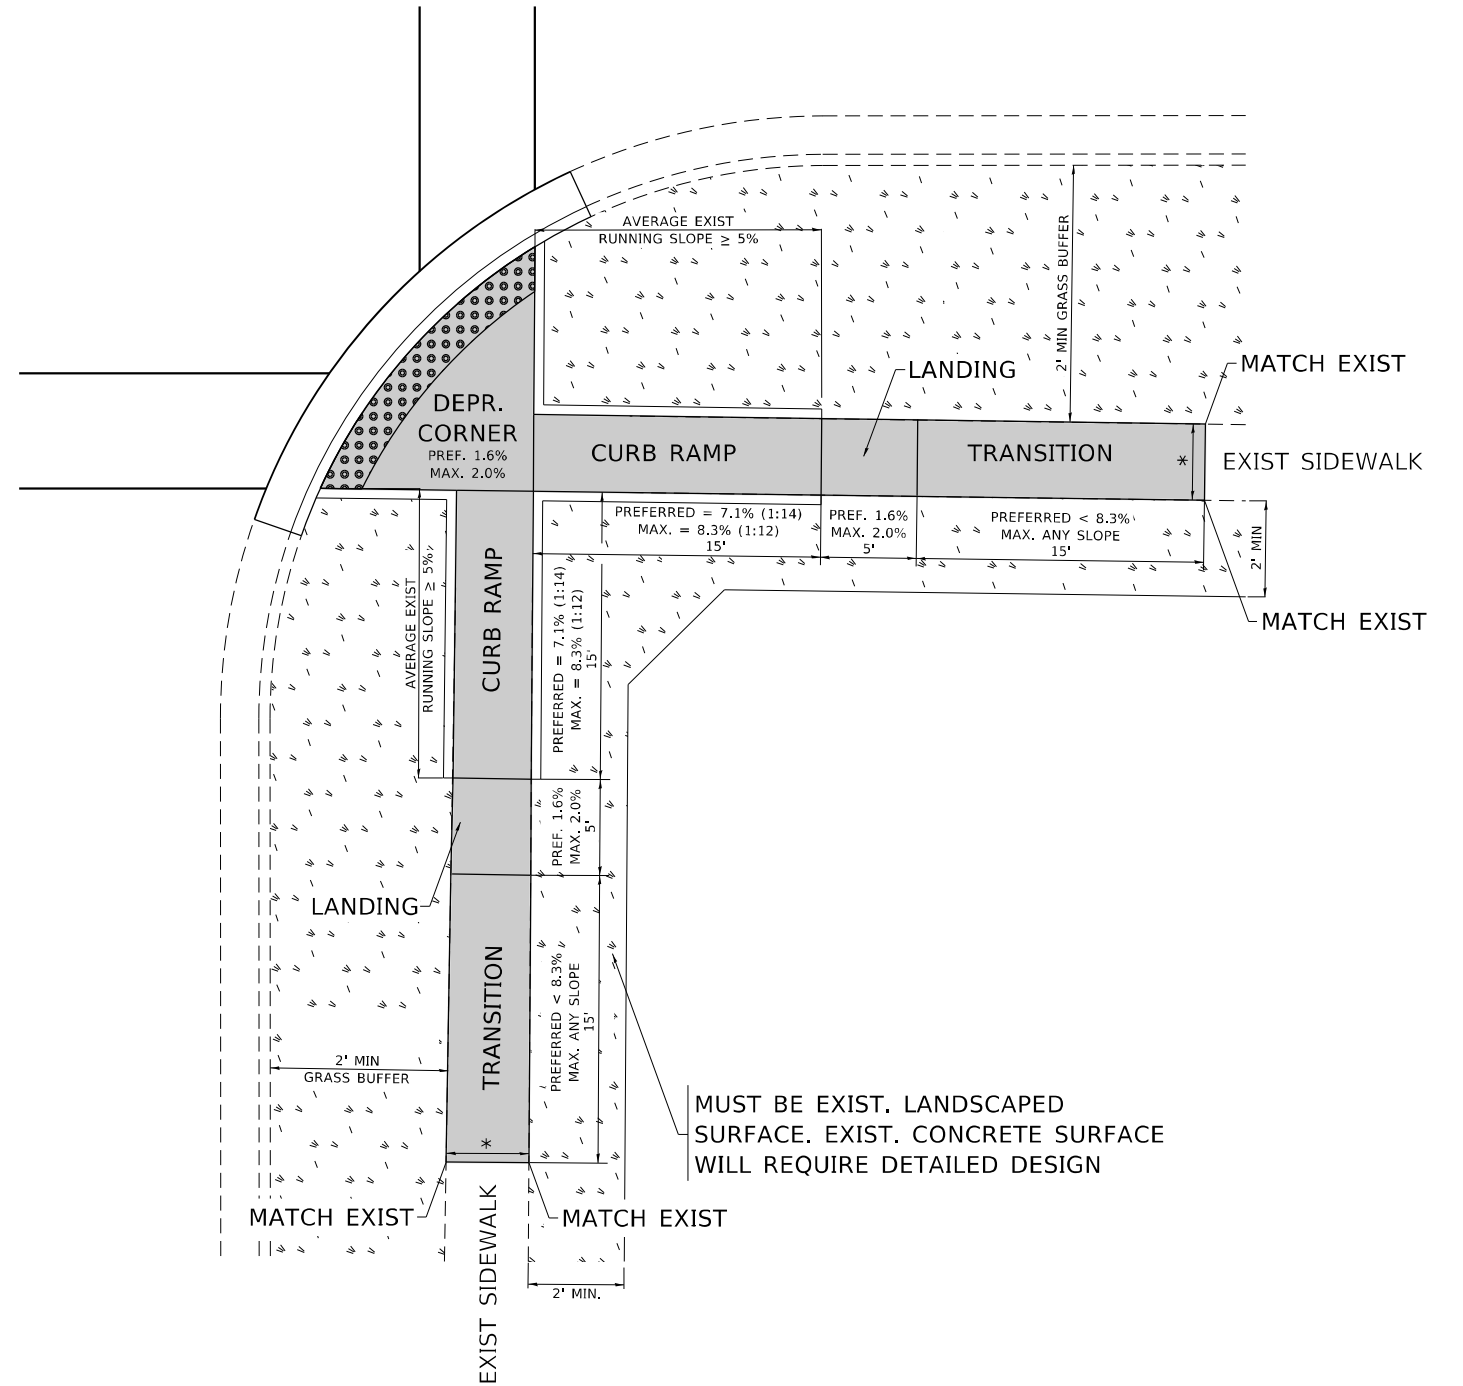 AVERAGE EXIST
RUNNING SLOPE ≥ 5%
2' MIN GRASS BUFFER
LANDING
MATCH EXIST
DEPR.
CORNER
PREF. 1.6%
MAX. 2.0%
CURB RAMP
TRANSITION
*
EXIST SIDEWALK
PREFERRED = 7.1% (1:14)
MAX. = 8.3% (1:12)
15'
PREF. 1.6%
MAX. 2.0%
5'
PREFERRED < 8.3%
MAX. ANY SLOPE
15'
2' MIN
MATCH EXIST
AVERAGE EXIST
RUNNING SLOPE ≥ 5%
CURB RAMP
PREFERRED = 7.1% (1:14)
MAX. = 8.3% (1:12)
15'
PREF. 1.6%
MAX. 2.0%
5'
LANDING
TRANSITION
PREFERRED < 8.3%
MAX. ANY SLOPE
15'
2' MIN
GRASS BUFFER
MUST BE EXIST. LANDSCAPED
SURFACE. EXIST. CONCRETE SURFACE
WILL REQUIRE DETAILED DESIGN
*
MATCH EXIST
MATCH EXIST
EXIST SIDEWALK
2' MIN.